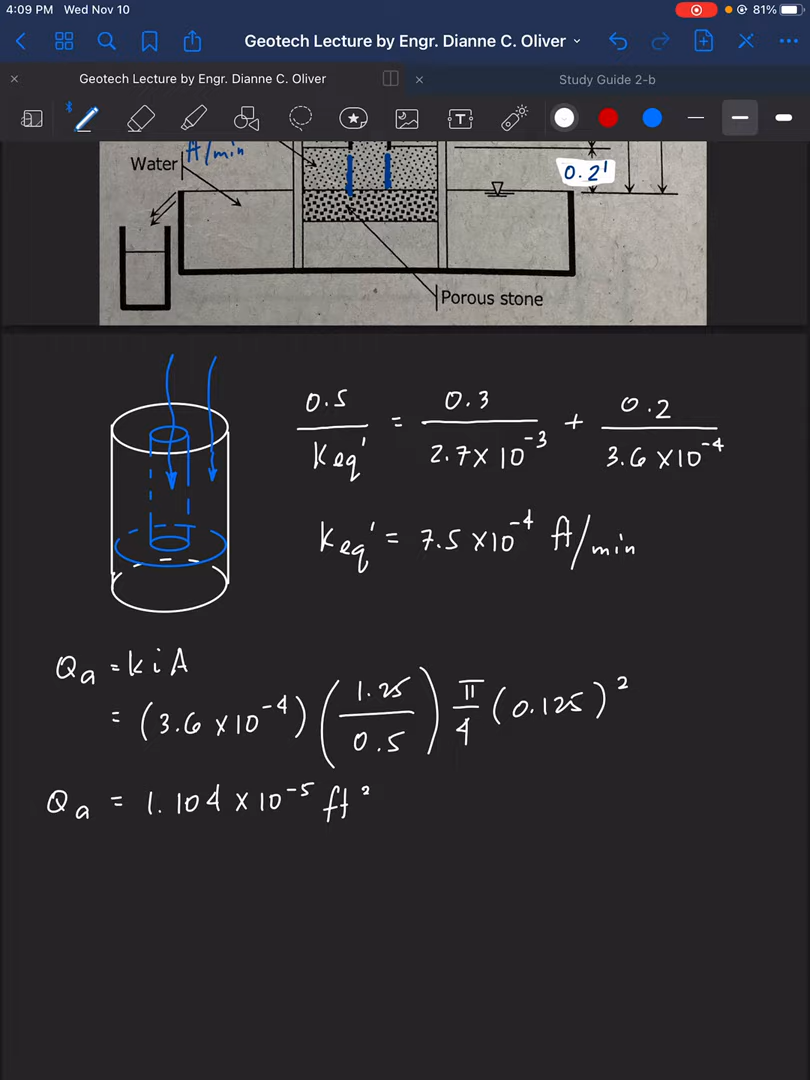 4:09 PM Wed Nov 10
81%
Geotech Lecture by Engr. Dianne C. Oliver
Geotech Lecture by Engr. Dianne C. Oliver
Study Guide 2-b
ft/min
Water
0.2'
Porous stone
0.5/Keq' = 0.3/2.7×10⁻³ + 0.2/3.6×10⁻⁴
Keq' = 7.5×10⁻⁴ ft/min
Qa = kiA
= (3.6×10⁻⁴) (1.25/0.5) π/4 (0.125)²
Qa = 1.104×10⁻⁵ ft²